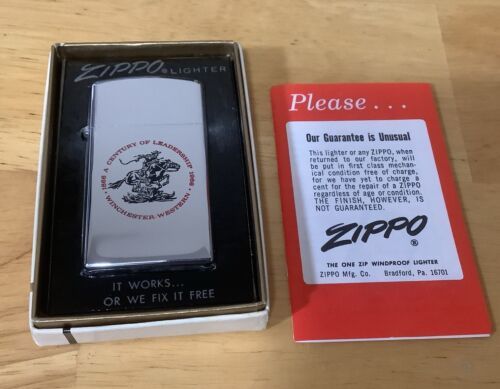 ZIPPO® LIGHTER
1866 A CENTURY OF LEADERSHIP 1966
• WINCHESTER-WESTERN •
IT WORKS...
OR WE FIX IT FREE
Please...
Our Guarantee is Unusual
This lighter or any ZIPPO, when
returned to our factory, will
be put in first class mechan-
ical condition free of charge,
for we have yet to charge a
cent for the repair of a ZIPPO
regardless of age or condition.
THE FINISH, HOWEVER, IS
NOT GUARANTEED.
ZIPPO®
THE ONE ZIP WINDPROOF LIGHTER
ZIPPO Mfg. Co. Bradford, Pa. 16701